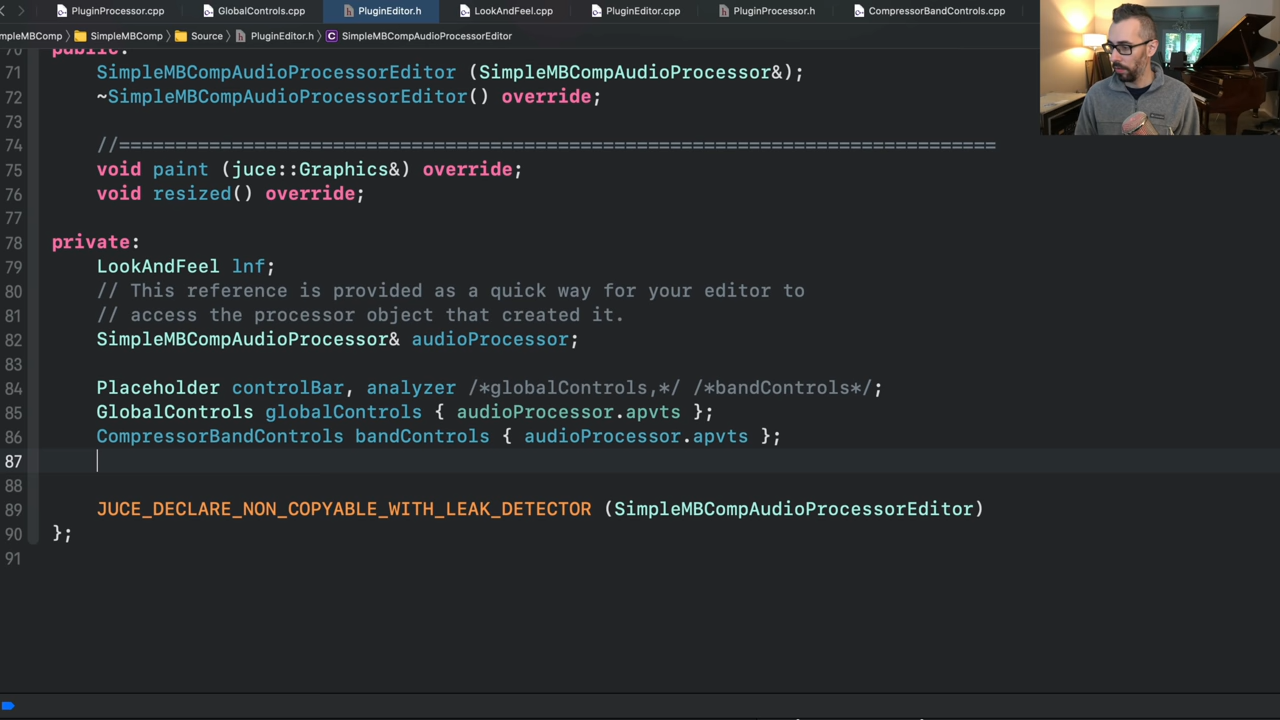 PluginProcessor.cpp GlobalControls.cpp PluginEditor.h LookAndFeel.cpp PluginEditor.cpp PluginProcessor.h CompressorBandControls.cpp
mpleMBComp SimpleMBComp Source PluginEditor.h SimpleMBCompAudioProcessorEditor
70 public:
71 SimpleMBCompAudioProcessorEditor (SimpleMBCompAudioProcessor&);
72 ~SimpleMBCompAudioProcessorEditor() override;
73
74 //==============================================================================
75 void paint (juce::Graphics&) override;
76 void resized() override;
77
78 private:
79 LookAndFeel lnf;
80 // This reference is provided as a quick way for your editor to
81 // access the processor object that created it.
82 SimpleMBCompAudioProcessor& audioProcessor;
83
84 Placeholder controlBar, analyzer /*globalControls,*/ /*bandControls*/;
85 GlobalControls globalControls { audioProcessor.apvts };
86 CompressorBandControls bandControls { audioProcessor.apvts };
87
88
89 JUCE_DECLARE_NON_COPYABLE_WITH_LEAK_DETECTOR (SimpleMBCompAudioProcessorEditor)
90 };
91